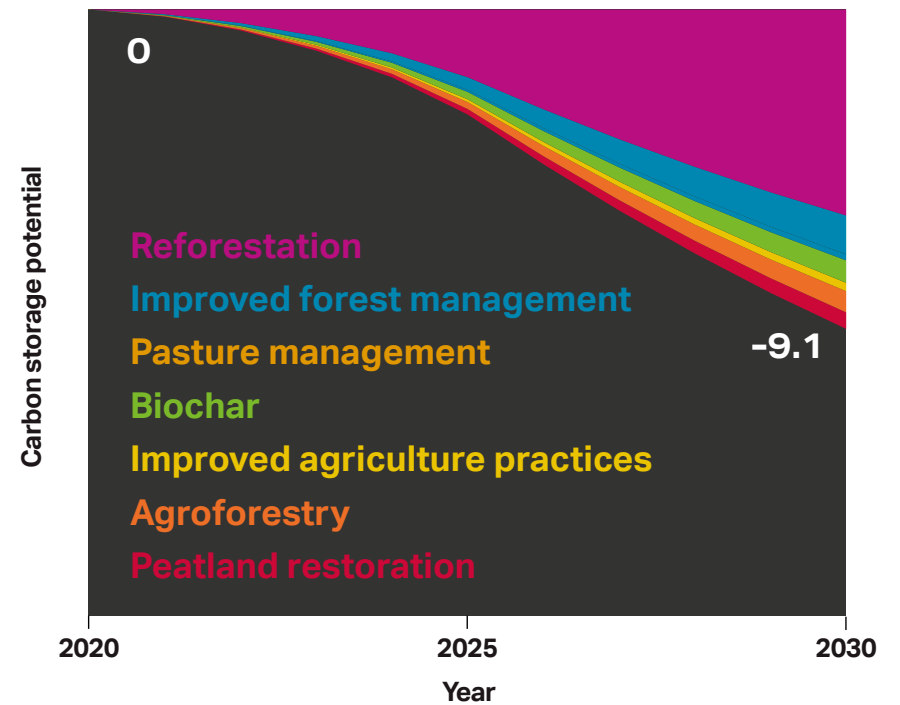 0
Carbon storage potential
Reforestation
Improved forest management
Pasture management
-9.1
Biochar
Improved agriculture practices
Agroforestry
Peatland restoration
2020
2025
2030
Year